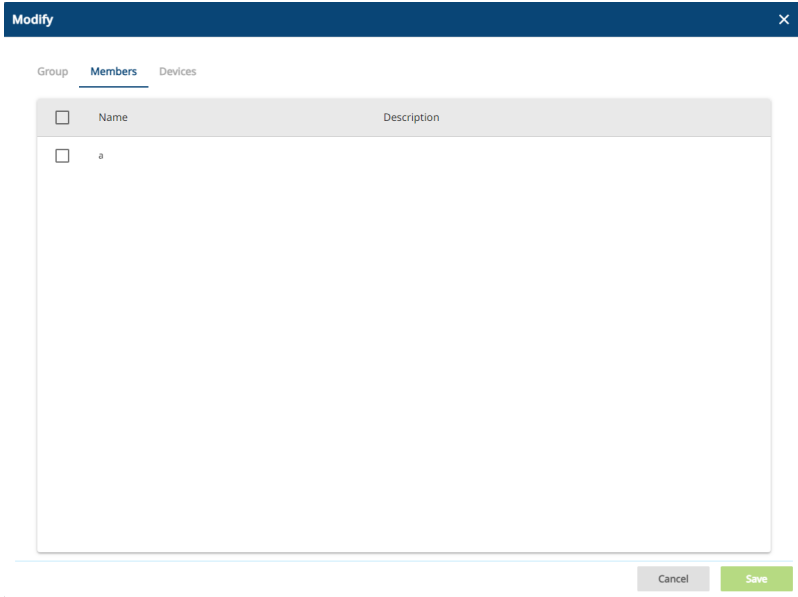 Modify
Group Members Devices
Name Description
a
Cancel Save